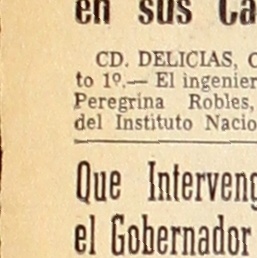 en sus Ca
CD. DELICIAS, C
to 1º.— El ingenier
Peregrina Robles,
del Instituto Nacio
Que Interveng
el Gobernador